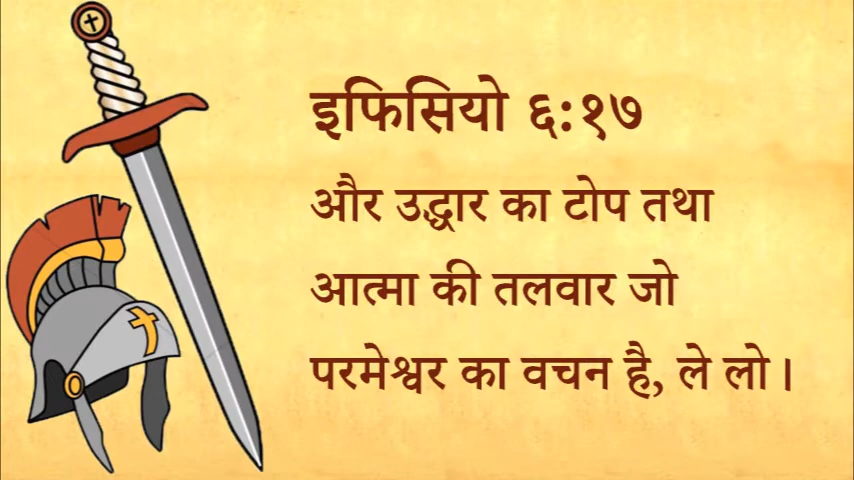 इफिसियो ६:१७
और उद्धार का टोप तथा
आत्मा की तलवार जो
परमेश्वर का वचन है, ले लो।